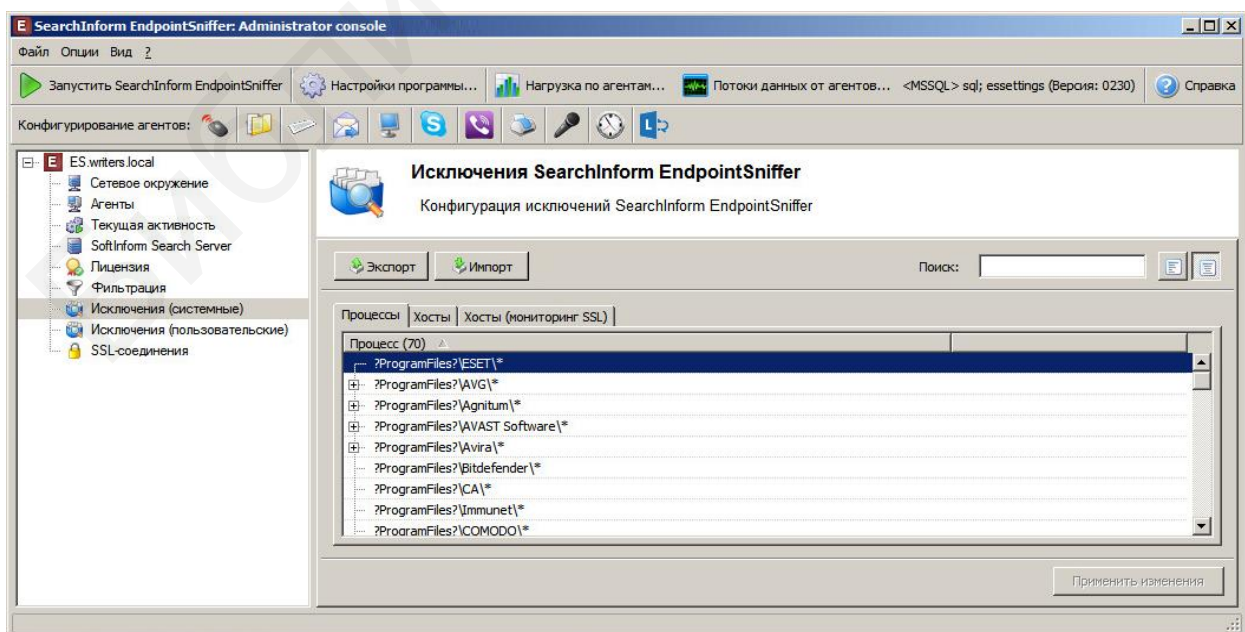 SearchInform EndpointSniffer: Administrator console
Файл Опции Вид ?
Запустить SearchInform EndpointSniffer Настройки программы... Нагрузка по агентам... Потоки данных от агентов... <MSSQL> sql; essettings (Версия: 0230) Справка
Конфигурирование агентов:
ES.writers.local
Сетевое окружение
Агенты
Текущая активность
SoftInform Search Server
Лицензия
Фильтрация
Исключения (системные)
Исключения (пользовательские)
SSL-соединения
Исключения SearchInform EndpointSniffer
Конфигурация исключений SearchInform EndpointSniffer
Экспорт Импорт Поиск:
Процессы Хосты Хосты (мониторинг SSL)
Процесс (70)
?ProgramFiles?\ESET\*
?ProgramFiles?\AVG\*
?ProgramFiles?\Agnitum\*
?ProgramFiles?\AVAST Software\*
?ProgramFiles?\Avira\*
?ProgramFiles?\Bitdefender\*
?ProgramFiles?\CA\*
?ProgramFiles?\Immunet\*
?ProgramFiles?\COMODO\*
Применить изменения